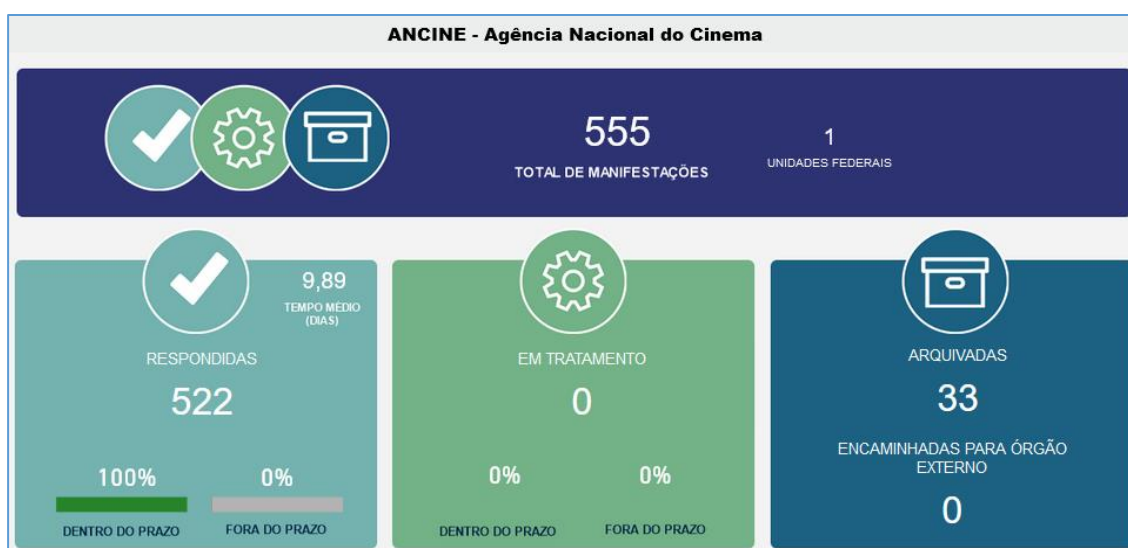 ANCINE - Agência Nacional do Cinema
555
TOTAL DE MANIFESTAÇÕES
1
UNIDADES FEDERAIS
9,89
TEMPO MÉDIO
(DIAS)
RESPONDIDAS
522
100%
0%
DENTRO DO PRAZO
FORA DO PRAZO
EM TRATAMENTO
0
0%
0%
DENTRO DO PRAZO
FORA DO PRAZO
ARQUIVADAS
33
ENCAMINHADAS PARA ÓRGÃO
EXTERNO
0